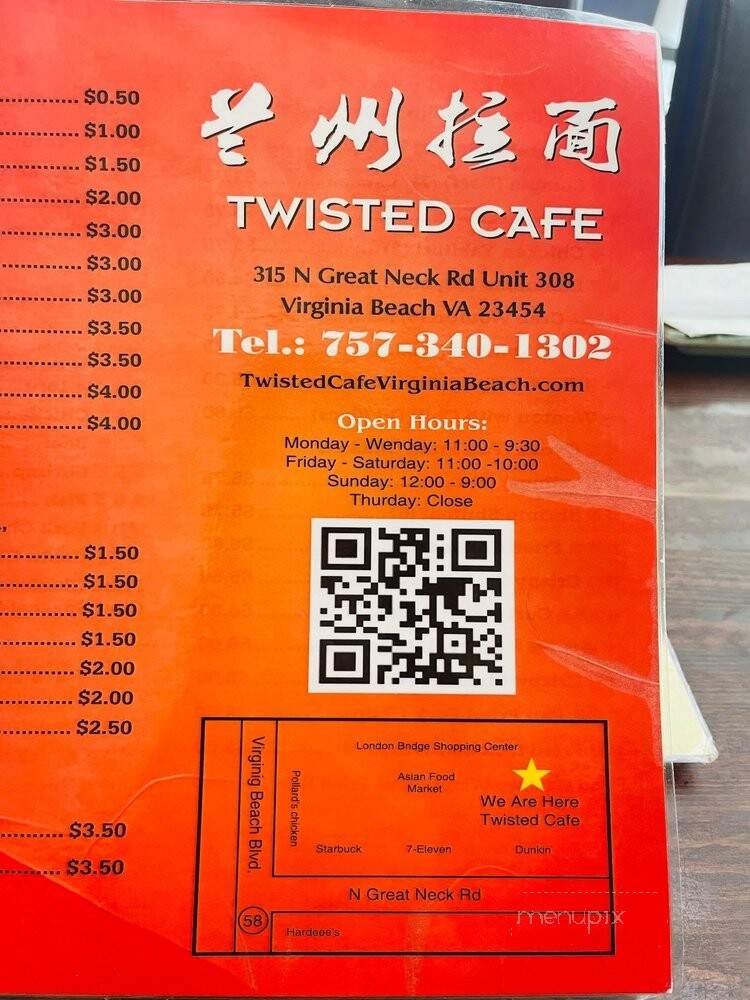 ............ $0.50
............ $1.00
............ $1.50
............ $2.00
............ $3.00
............ $3.00
............ $3.00
............ $3.50
............ $3.50
............ $4.00
............ $4.00
............ $1.50
............ $1.50
............ $1.50
............ $1.50
............ $2.00
............ $2.00
............ $2.50
............ $3.50
............ $3.50
兰州拉面
TWISTED CAFE
315 N Great Neck Rd Unit 308
Virginia Beach VA 23454
Tel.: 757-340-1302
TwistedCafeVirginiaBeach.com
Open Hours:
Monday - Wenday: 11:00 - 9:30
Friday - Saturday: 11:00 -10:00
Sunday: 12:00 - 9:00
Thurday: Close
London Bridge Shopping Center
Asian Food
Market
We Are Here
Twisted Cafe
Virginig Beach Blvd.
Pollard's chicken
Starbuck
7-Eleven
Dunkin
N Great Neck Rd
58
Hardeee's
menupix